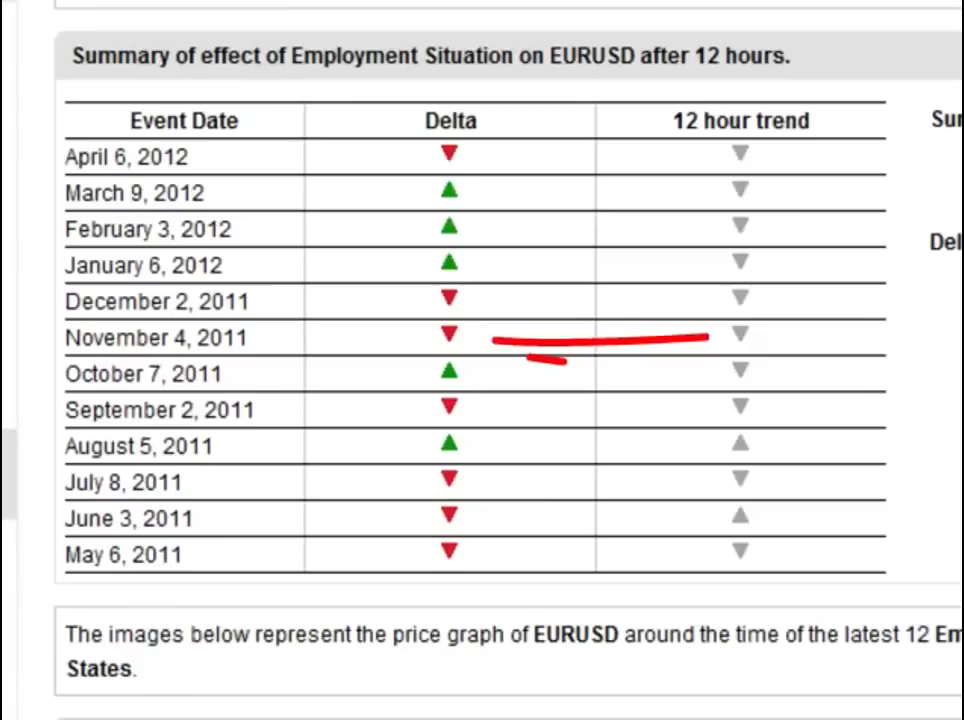 Summary of effect of Employment Situation on EURUSD after 12 hours.
Event Date Delta 12 hour trend
April 6, 2012
March 9, 2012
February 3, 2012
January 6, 2012
December 2, 2011
November 4, 2011
October 7, 2011
September 2, 2011
August 5, 2011
July 8, 2011
June 3, 2011
May 6, 2011
The images below represent the price graph of EURUSD around the time of the latest 12
States.